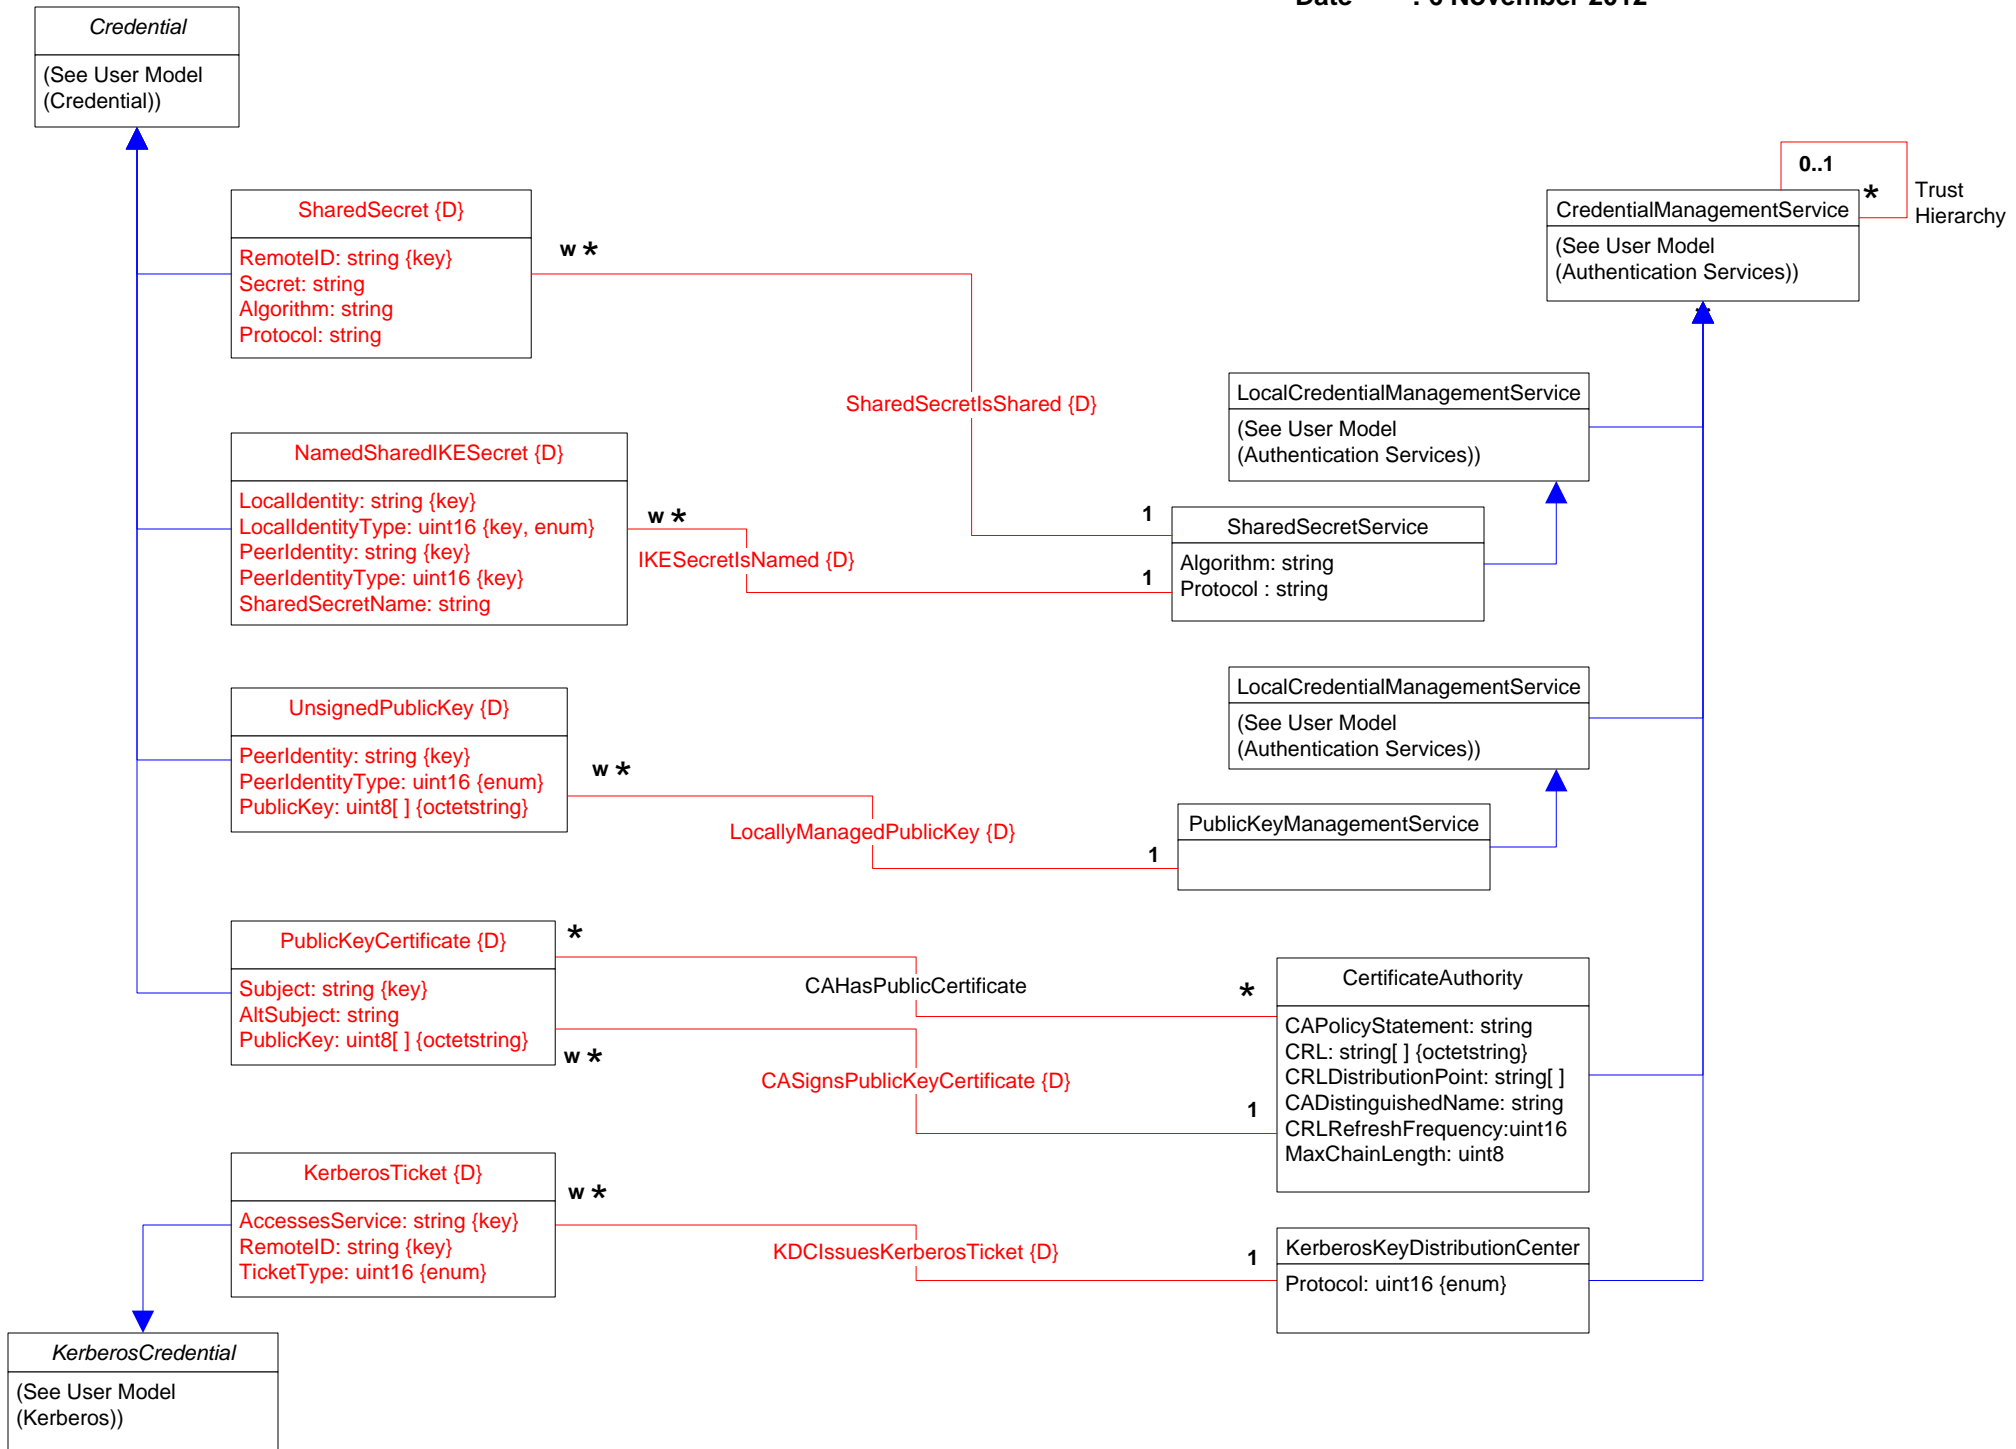 Date : 6 November 2012
Credential
(See User Model
(Credential))
SharedSecret {D}
RemoteID: string {key}
Secret: string
Algorithm: string
Protocol: string
w *
SharedSecretIsShared {D}
0..1
*
Trust
Hierarchy
CredentialManagementService
(See User Model
(Authentication Services))
LocalCredentialManagementService
(See User Model
(Authentication Services))
NamedSharedIKESecret {D}
LocalIdentity: string {key}
LocalIdentityType: uint16 {key, enum}
PeerIdentity: string {key}
PeerIdentityType: uint16 {key}
SharedSecretName: string
w *
IKESecretIsNamed {D}
1
1
SharedSecretService
Algorithm: string
Protocol : string
UnsignedPublicKey {D}
PeerIdentity: string {key}
PeerIdentityType: uint16 {enum}
PublicKey: uint8[ ] {octetstring}
w *
LocallyManagedPublicKey {D}
1
LocalCredentialManagementService
(See User Model
(Authentication Services))
PublicKeyManagementService
PublicKeyCertificate {D}
Subject: string {key}
AltSubject: string
PublicKey: uint8[ ] {octetstring}
*
CAHasPublicCertificate
*
w *
CASignsPublicKeyCertificate {D}
1
CertificateAuthority
CAPolicyStatement: string
CRL: string[ ] {octetstring}
CRLDistributionPoint: string[ ]
CADistinguishedName: string
CRLRefreshFrequency:uint16
MaxChainLength: uint8
KerberosTicket {D}
AccessesService: string {key}
RemoteID: string {key}
TicketType: uint16 {enum}
w *
KDCIssuesKerberosTicket {D}
1
KerberosKeyDistributionCenter
Protocol: uint16 {enum}
KerberosCredential
(See User Model
(Kerberos))